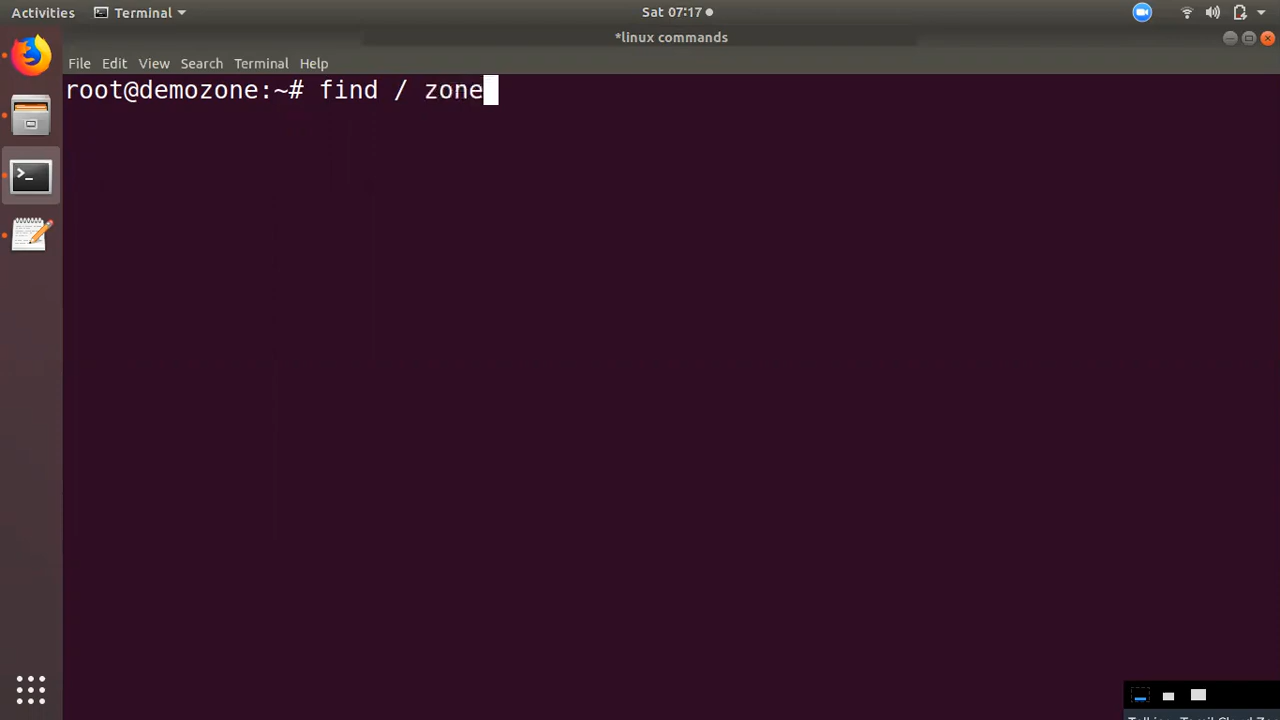 Activities Terminal Sat 07:17
*linux commands
File Edit View Search Terminal Help
root@demozone:~# find / zone